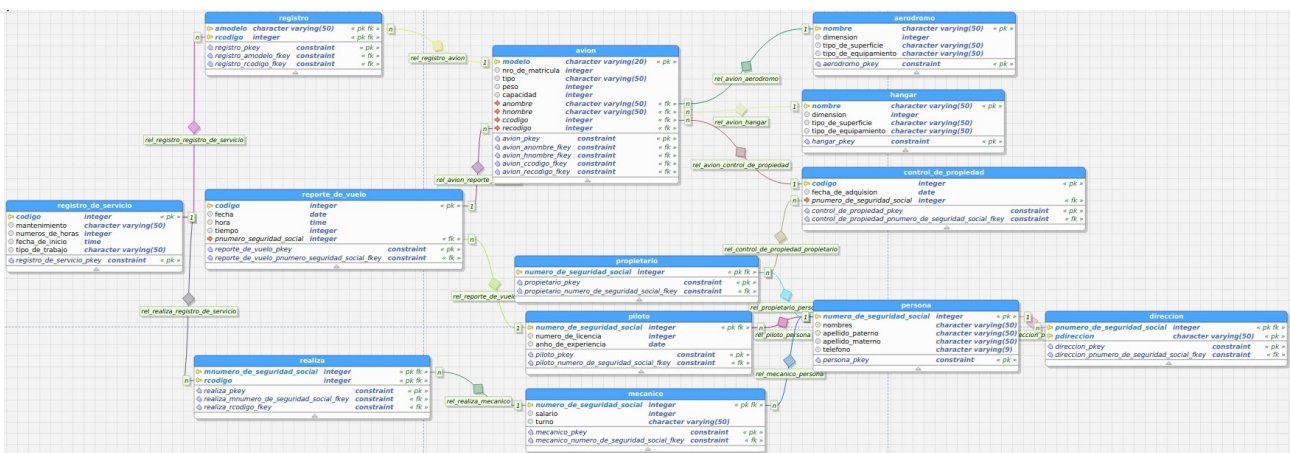 registro
amodelo character varying(50) « pk fk »
rcodigo integer « pk fk »
registro_pkey constraint « pk »
registro_amodelo_fkey constraint « fk »
registro_rcodigo_fkey constraint « fk »
n
n
rel_registro_avion
1
avion
modelo character varying(20) « pk »
nro_de_matricula integer
tipo character varying(50)
peso integer
capacidad integer
anombre character varying(50) « fk »
hnombre character varying(50) « fk »
ccodigo integer « fk »
recodigo integer « fk »
avion_pkey constraint « pk »
avion_anombre_fkey constraint « fk »
avion_hnombre_fkey constraint « fk »
avion_ccodigo_fkey constraint « fk »
avion_recodigo_fkey constraint « fk »
n
n
n
n
rel_avion_aerodromo
1
aerodromo
nombre character varying(50) « pk »
dimension integer
tipo_de_superficie character varying(50)
tipo_de_equipamiento character varying(50)
aerodromo_pkey constraint « pk »
rel_avion_hangar
1
hangar
nombre character varying(50) « pk »
dimension integer
tipo_de_superficie character varying(50)
tipo_de_equipamiento character varying(50)
hangar_pkey constraint « pk »
rel_registro_registro_de_servicio
rel_avion_control_de_propiedad
rel_avion_reporte_
1
control_de_propiedad
codigo integer « pk »
fecha_de_adquision date
pnumero_de_seguridad_social integer « fk »
control_de_propiedad_pkey constraint « pk »
control_de_propiedad_pnumero_de_seguridad_social_fkey constraint « fk »
n
registro_de_servicio
codigo integer « pk »
mantenimiento character varying(50)
numeros_de_horas integer
fecha_de_inicio time
tipo_de_trabajo character varying(50)
registro_de_servicio_pkey constraint « pk »
1
reporte_de_vuelo
codigo integer « pk »
fecha date
hora time
tiempo integer
pnumero_seguridad_social integer « fk »
reporte_de_vuelo_pkey constraint « pk »
reporte_de_vuelo_pnumero_seguridad_social_fkey constraint « fk »
1
n
rel_control_de_propiedad_propietario
propietario
numero_de_seguridad_social integer « pk fk »
propietario_pkey constraint « pk »
propietario_numero_de_seguridad_social_fkey constraint « fk »
n
rel_reporte_de_vuelo
rel_propietario_perso
rel_realiza_registro_de_servicio
1
piloto
numero_de_seguridad_social integer « pk fk »
numero_de_licencia integer
anho_de_experiencia date
piloto_pkey constraint « pk »
piloto_numero_de_seguridad_social_fkey constraint « fk »
n
rel_piloto_persona
1
persona
numero_de_seguridad_social integer « pk »
nombres character varying(50)
apellido_paterno character varying(50)
apellido_materno character varying(50)
telefono character varying(9)
persona_pkey constraint « pk »
1
n
direccion
pnumero_de_seguridad_social integer « pk fk »
pdireccion character varying(50) « pk »
direccion_pkey constraint « pk »
direccion_pnumero_de_seguridad_social_fkey constraint « fk »
realiza
mnumero_de_seguridad_social integer « pk fk »
rcodigo integer « pk fk »
realiza_pkey constraint « pk »
realiza_mnumero_de_seguridad_social_fkey constraint « fk »
realiza_rcodigo_fkey constraint « fk »
n
n
rel_realiza_mecanico
rel_mecanico_persona
1
mecanico
numero_de_seguridad_social integer « pk fk »
salario integer
turno character varying(50)
mecanico_pkey constraint « pk »
mecanico_numero_de_seguridad_social_fkey constraint « fk »
n